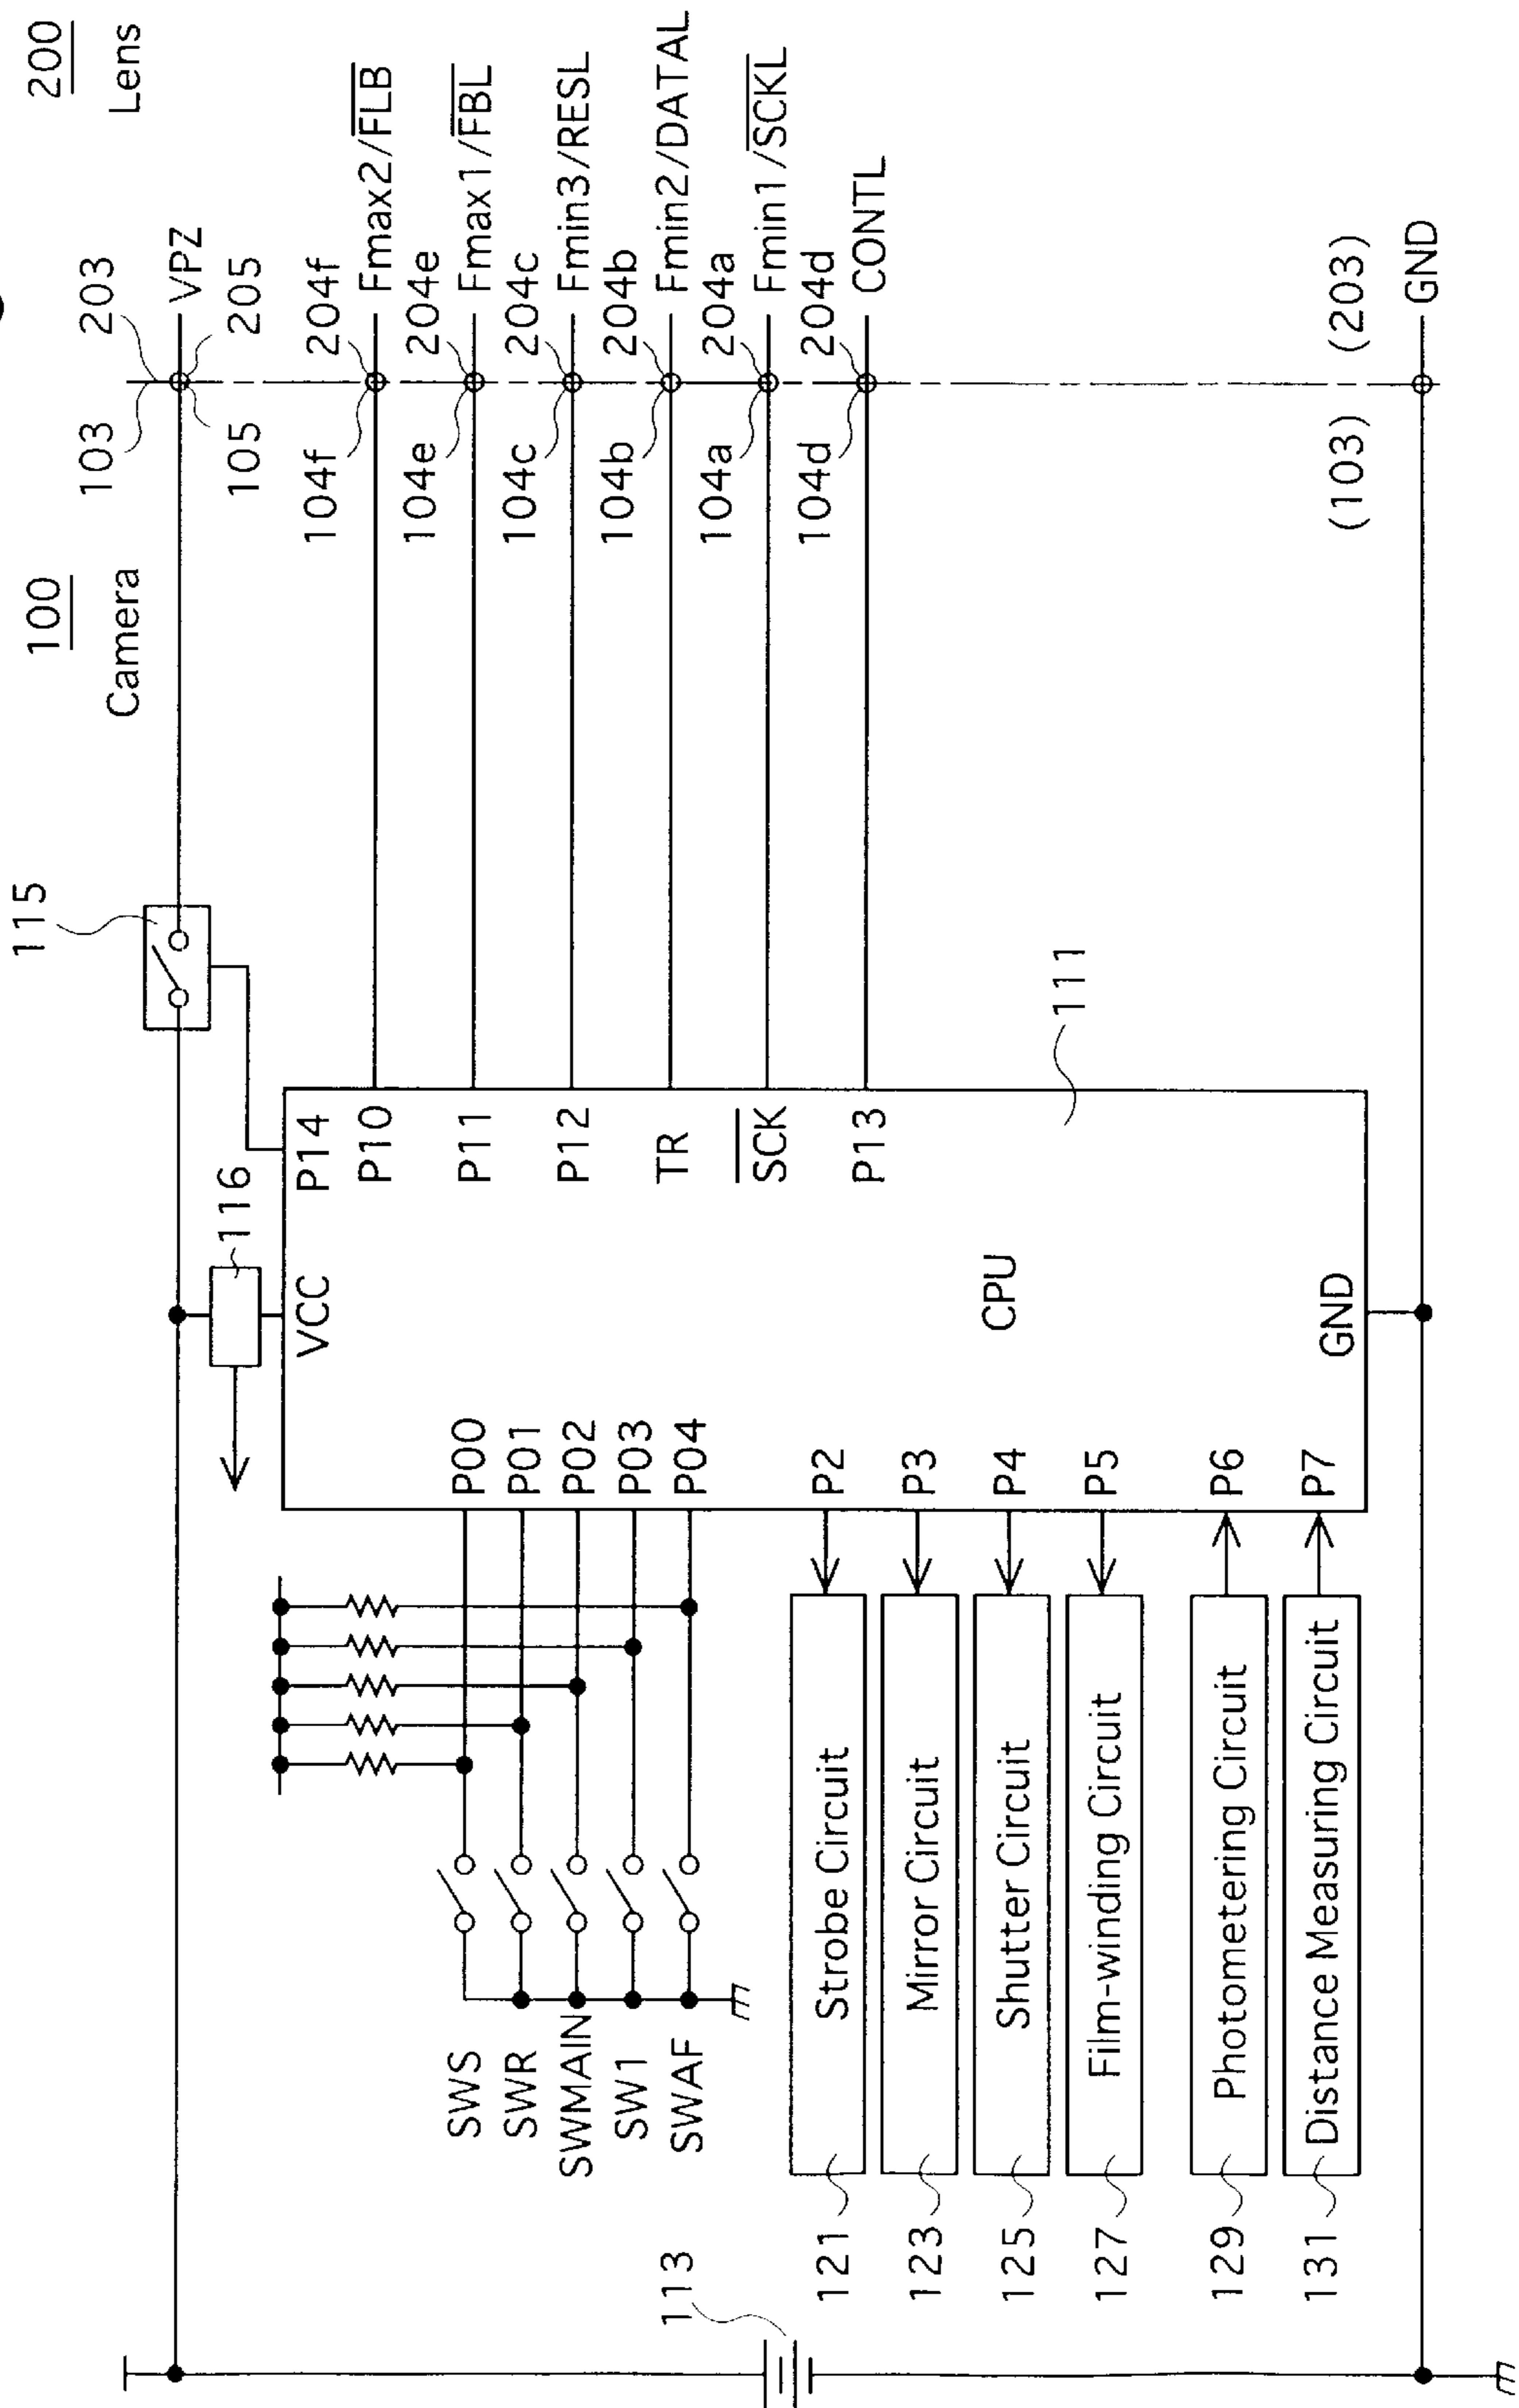 100
Camera
200
Lens
115
103
203
VPZ
105
205
116
VCC
P14
P10
104f
204f
Fmax2/F̅L̅B̅
P11
104e
204e
Fmax1/F̅B̅L̅
P12
104c
204c
Fmin3/RESL
TR
104b
204b
Fmin2/DATAL
S̅C̅K̅
104a
204a
Fmin1/S̅C̅K̅L̅
P13
104d
204d
CONTL
SWS
P00
SWR
P01
SWMAIN
P02
SW1
P03
SWAF
P04
CPU
111
113
121
Strobe Circuit
P2
123
Mirror Circuit
P3
125
Shutter Circuit
P4
127
Film-winding Circuit
P5
129
Photometering Circuit
P6
131
Distance Measuring Circuit
P7
GND
(103)
(203)
GND